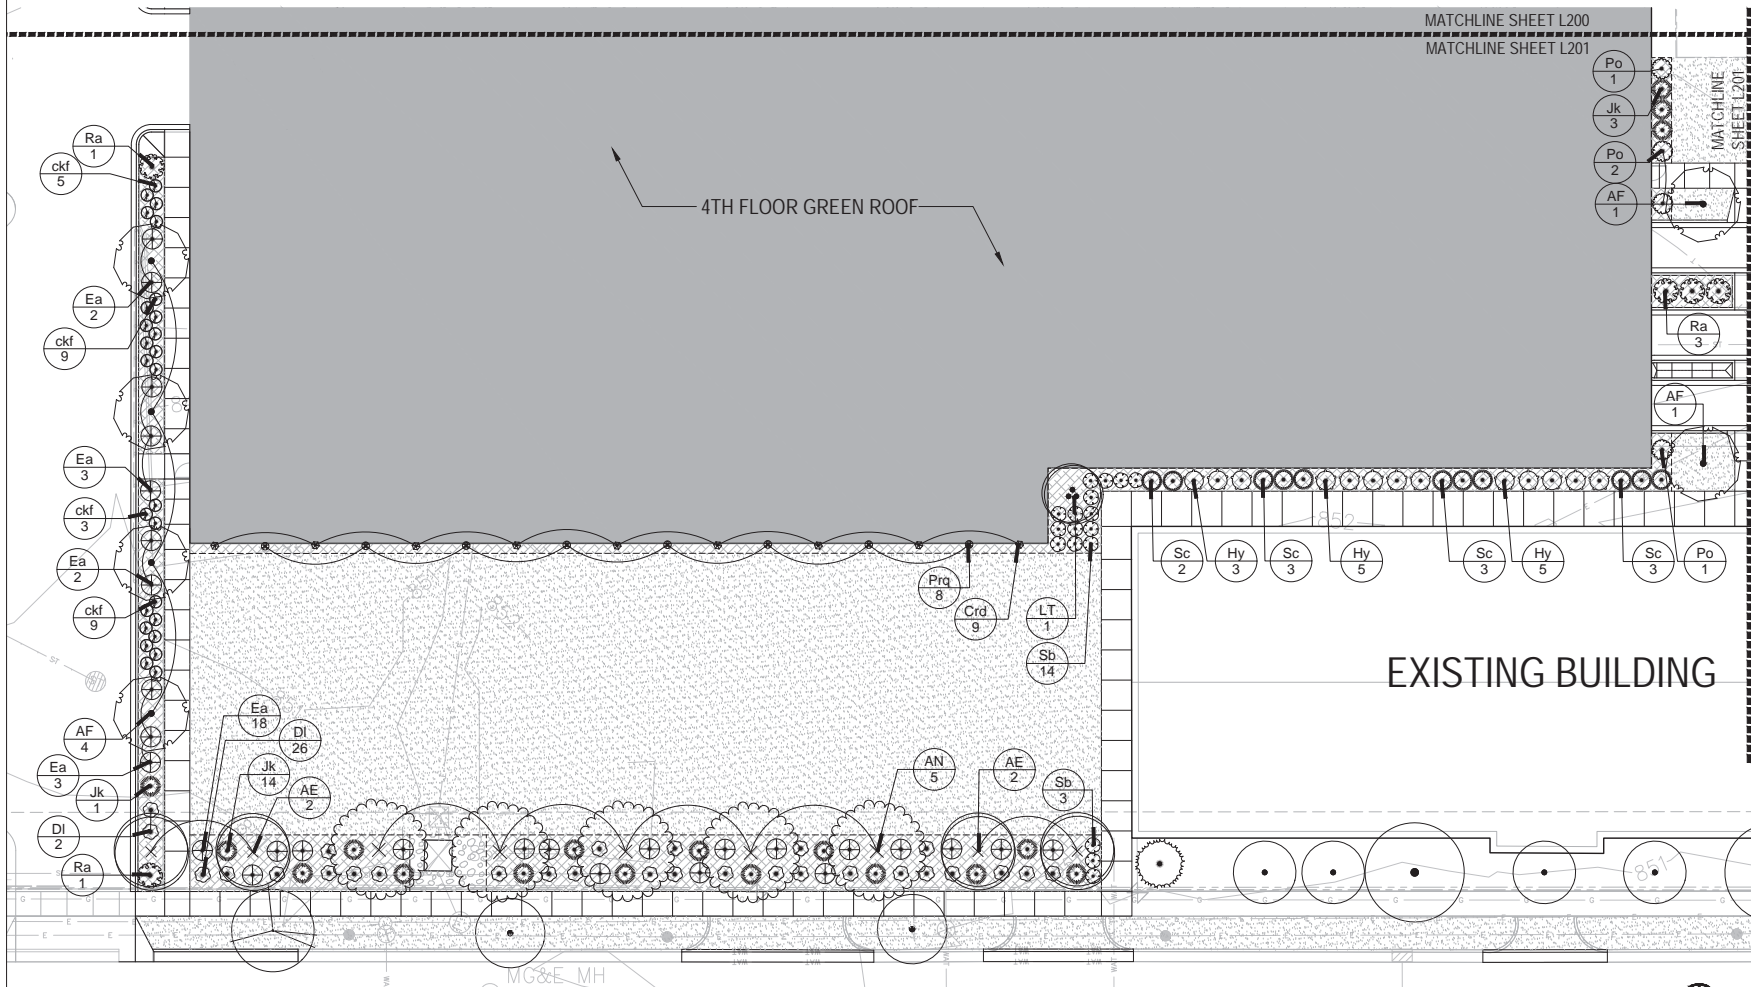 MATCHLINE SHEET L200
MATCHLINE SHEET L201
MATCHLINE
SHEET L201
Po
1
Jk
3
Po
2
AF
1
Ra
1
ckf
5
4TH FLOOR GREEN ROOF
Ea
2
ckf
9
Ra
3
AF
1
Ea
3
ckf
3
Ea
2
ckf
9
852
Sc
2
Hy
3
Sc
3
Hy
5
Sc
3
Hy
5
Sc
3
Po
1
Prq
8
Crd
9
LT
1
Sb
14
EXISTING BUILDING
ST
Ea
18
Dl
26
Jk
14
AE
2
AF
4
Ea
3
Jk
1
Dl
2
Ra
1
AN
5
AE
2
Sb
3
851
G G G G G G
E E E E E
WAT WAT WAT WAT
MG&E MH